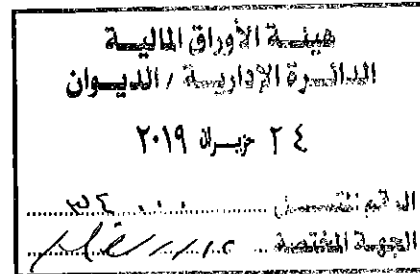 هيئة الأوراق المالية
الدائرة الإدارية / الديوان
٢٤ حزيران ٢٠١٩
الرقم المتسلسل
الجهة المختصة